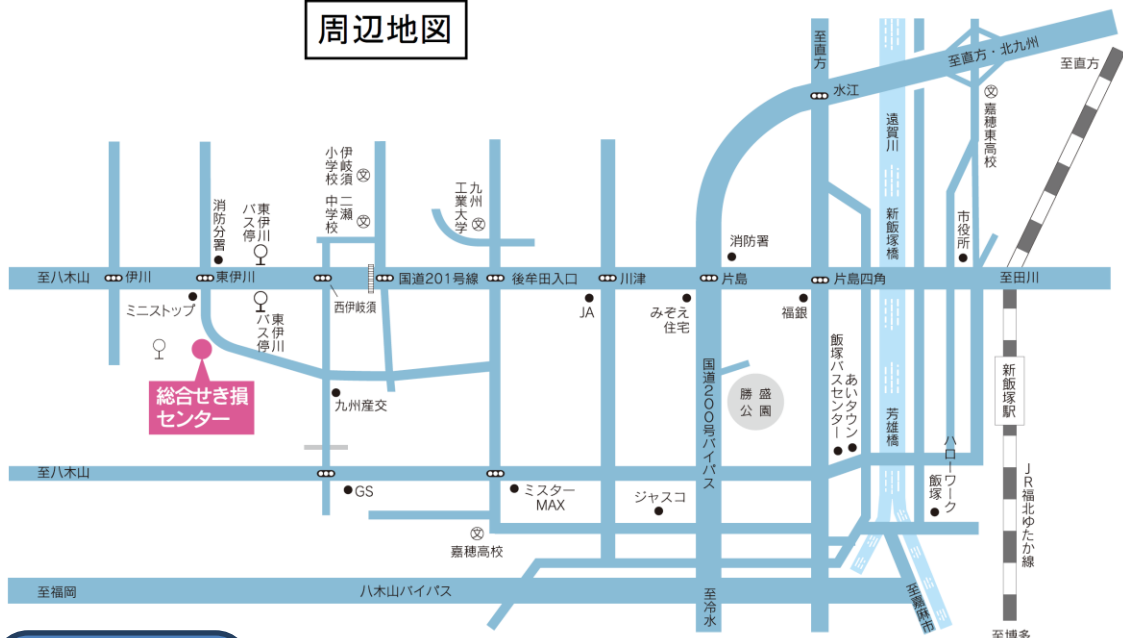 周辺地図
至直方
至直方・北九州
至直方
水江
文
嘉穂東高校
遠賀川
新飯塚橋
伊岐須
小学校
文
二瀬
中学校
文
九州
工業大学
文
消防分署
東伊川
バス停
消防署
市役所
至八木山
伊川
東伊川
国道201号線
後牟田入口
川津
片島
片島四角
至田川
ミニストップ
東伊川
バス停
西伊岐須
JA
みぞえ
住宅
福銀
総合せき損
センター
九州産交
国道200号バイパス
勝盛
公園
飯塚バスセンター
あいタウン
芳雄橋
新飯塚駅
ハローワーク
飯塚
JR福北ゆたか線
至八木山
GS
ミスター
MAX
ジャスコ
文
嘉穂高校
至福岡
八木山バイパス
至冷水
至嘉麻市
至博多